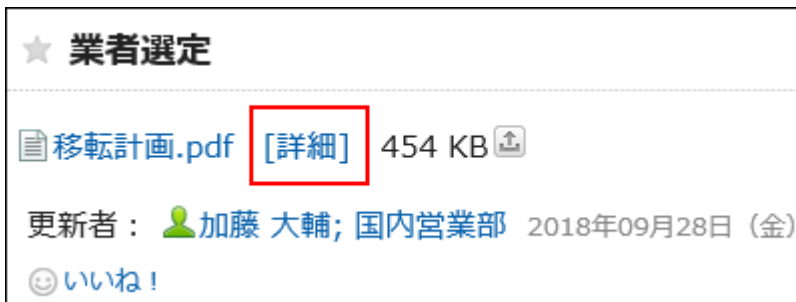 業者選定
移転計画.pdf [詳細] 454 KB
更新者： 加藤 大輔; 国内営業部 2018年09月28日（金）
いいね！